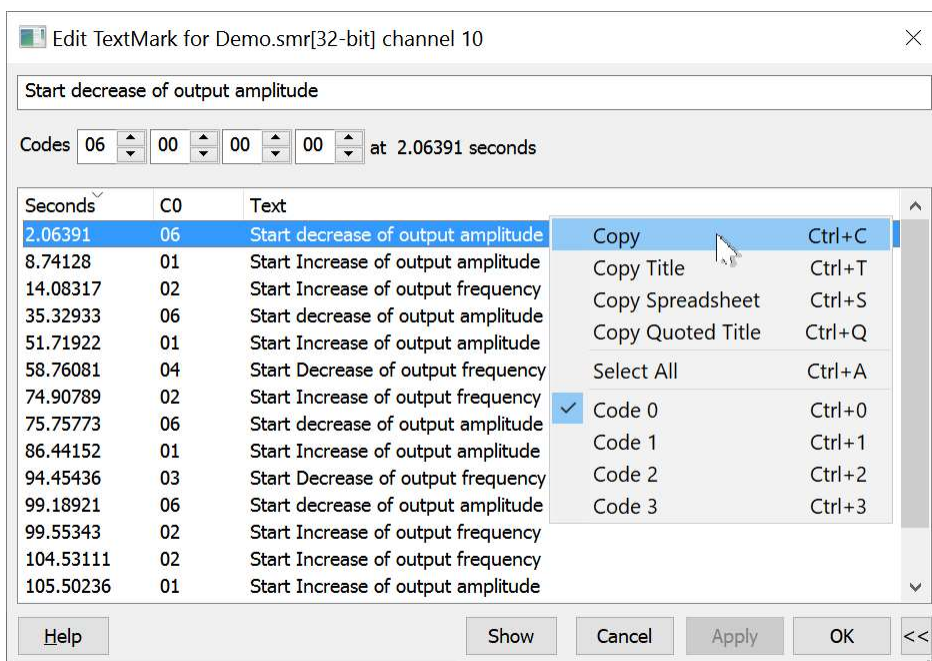 Edit TextMark for Demo.smr[32-bit] channel 10
Start decrease of output amplitude
Codes 06 00 00 00 at 2.06391 seconds
Seconds C0 Text
2.06391 06 Start decrease of output amplitude
8.74128 01 Start Increase of output amplitude
14.08317 02 Start Increase of output frequency
35.32933 06 Start decrease of output amplitude
51.71922 01 Start Increase of output amplitude
58.76081 04 Start Decrease of output frequency
74.90789 02 Start Increase of output frequency
75.75773 06 Start decrease of output amplitude
86.44152 01 Start Increase of output amplitude
94.45436 03 Start Decrease of output frequency
99.18921 06 Start decrease of output amplitude
99.55343 02 Start Increase of output frequency
104.53111 02 Start Increase of output frequency
105.50236 01 Start Increase of output amplitude
Copy Ctrl+C
Copy Title Ctrl+T
Copy Spreadsheet Ctrl+S
Copy Quoted Title Ctrl+Q
Select All Ctrl+A
Code 0 Ctrl+0
Code 1 Ctrl+1
Code 2 Ctrl+2
Code 3 Ctrl+3
Help Show Cancel Apply OK <<